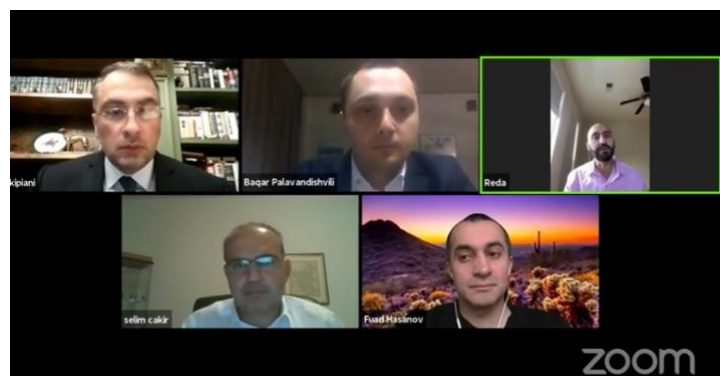 kipiani
Baqar Palavandishvili
Reda
selim cakir
Fuad Hasanov
zoom